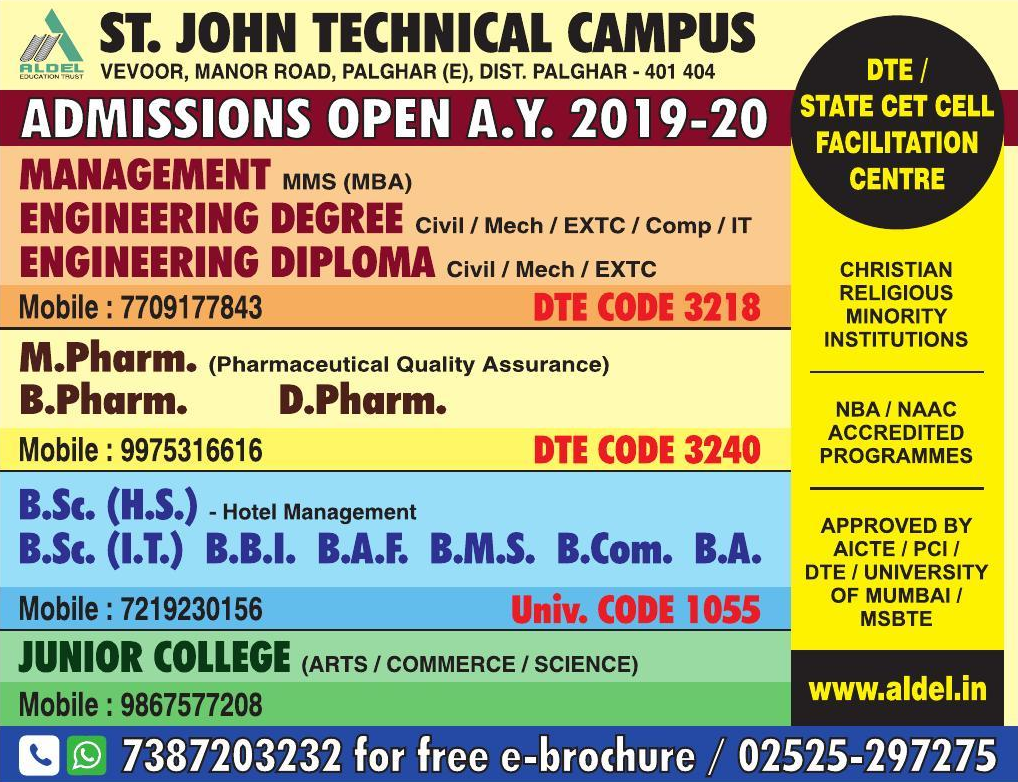 ALDEL
EDUCATION TRUST
ST. JOHN TECHNICAL CAMPUS
VEVOOR, MANOR ROAD, PALGHAR (E), DIST. PALGHAR - 401 404
ADMISSIONS OPEN A.Y. 2019-20
MANAGEMENT MMS (MBA)
ENGINEERING DEGREE Civil / Mech / EXTC / Comp / IT
ENGINEERING DIPLOMA Civil / Mech / EXTC
Mobile : 7709177843 DTE CODE 3218
M.Pharm. (Pharmaceutical Quality Assurance)
B.Pharm. D.Pharm.
Mobile : 9975316616 DTE CODE 3240
B.Sc. (H.S.) - Hotel Management
B.Sc. (I.T.) B.B.I. B.A.F. B.M.S. B.Com. B.A.
Mobile : 7219230156 Univ. CODE 1055
JUNIOR COLLEGE (ARTS / COMMERCE / SCIENCE)
Mobile : 9867577208
DTE /
STATE CET CELL
FACILITATION
CENTRE
CHRISTIAN
RELIGIOUS
MINORITY
INSTITUTIONS
NBA / NAAC
ACCREDITED
PROGRAMMES
APPROVED BY
AICTE / PCI /
DTE / UNIVERSITY
OF MUMBAI /
MSBTE
www.aldel.in
7387203232 for free e-brochure / 02525-297275